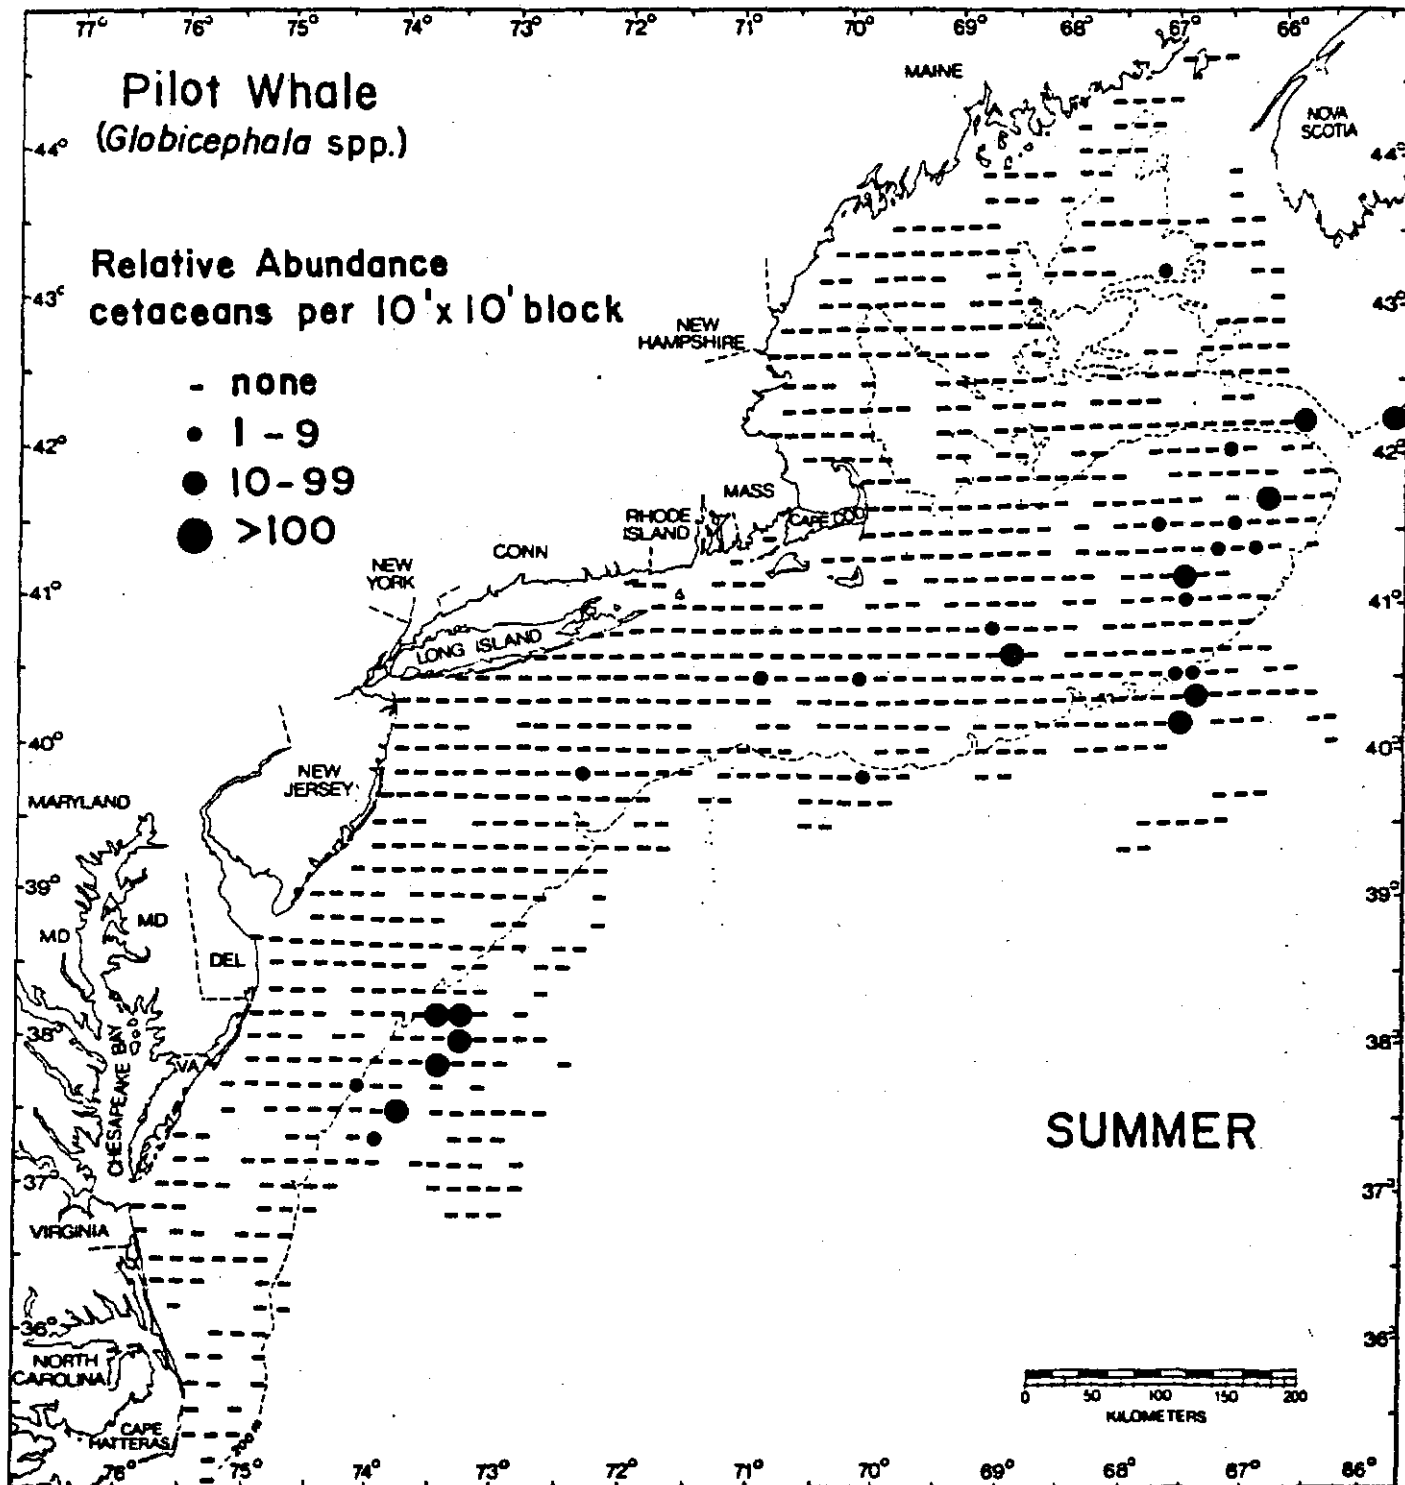 77° 76° 75° 74° 73° 72° 71° 70° 69° 68° 67° 66°
Pilot Whale
(Globicephala spp.)
MAINE
NOVA
SCOTIA
44° 44°
Relative Abundance
cetaceans per 10'x10' block
43° 43°
NEW
HAMPSHIRE
- none
1-9
10-99
>100
42° 42°
MASS
CAPE COD
RHODE
ISLAND
CONN
NEW
YORK
41° 41°
LONG ISLAND
40° 40°
NEW
JERSEY
MARYLAND
39° 39°
MD
MD
DEL
38° 38°
CHESAPEAKE BAY
VA
SUMMER
37° 37°
VIRGINIA
36° 36°
NORTH
CAROLINA
CAPE
HATTERAS
200 m
0 50 100 150 200
KILOMETERS
76° 75° 74° 73° 72° 71° 70° 69° 68° 67° 66°